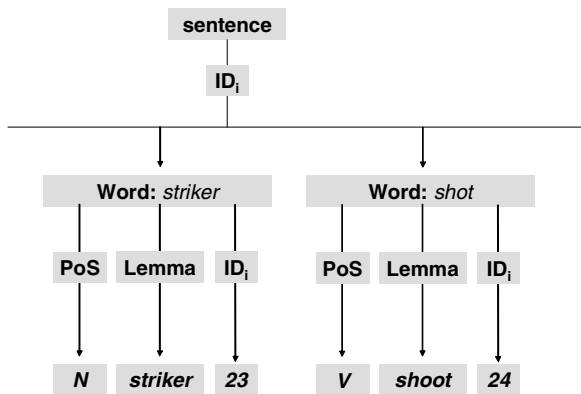 sentence
IDi
Word: striker
Word: shot
PoS Lemma IDi
PoS Lemma IDi
N striker 23
V shoot 24